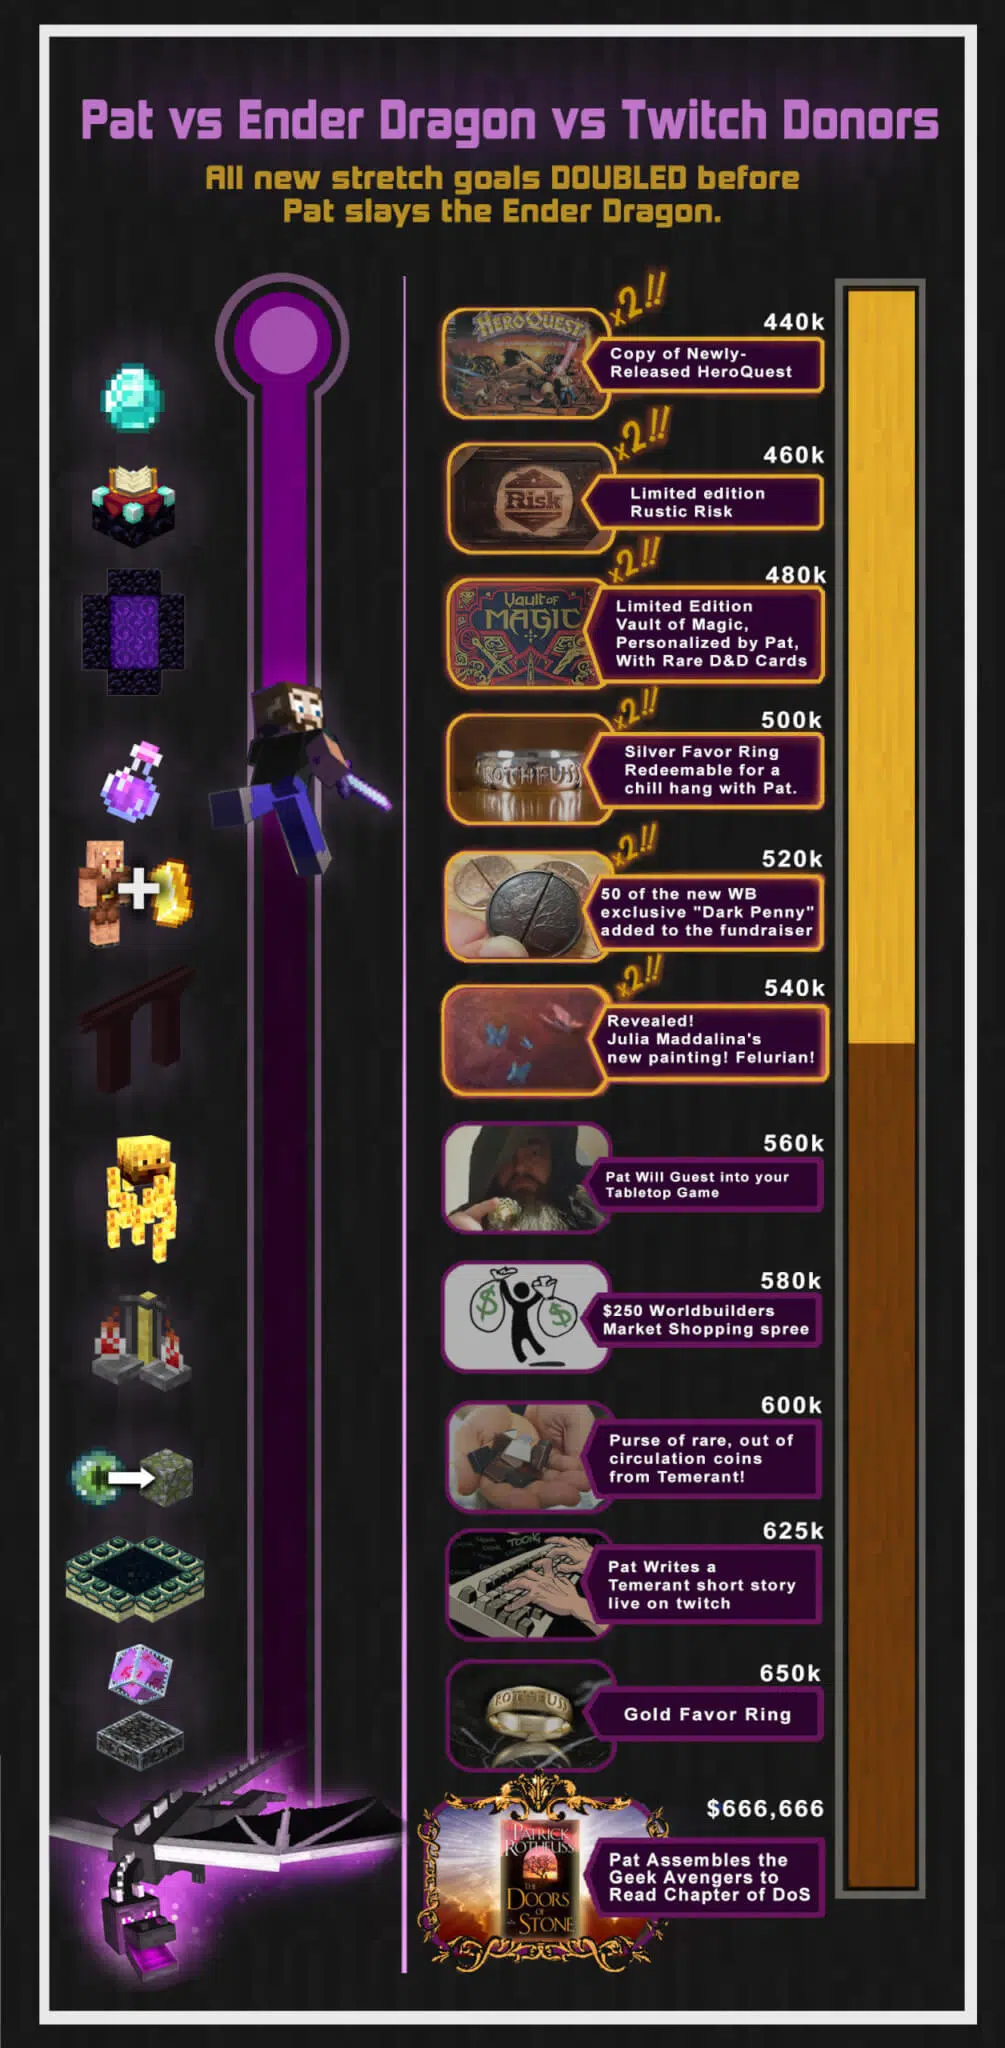 Pat vs Ender Dragon vs Twitch Donors
All new stretch goals DOUBLED before
Pat slays the Ender Dragon.
x2!!
440k
HEROQUEST
Copy of Newly-
Released HeroQuest
x2!!
460k
Risk
Limited edition
Rustic Risk
x2!!
480k
Vault of
MAGIC
Limited Edition
Vault of Magic,
Personalized by Pat,
With Rare D&D Cards
x2!!
500k
ROTHFUSS
Silver Favor Ring
Redeemable for a
chill hang with Pat.
x2!!
520k
50 of the new WB
exclusive "Dark Penny"
added to the fundraiser
x2!!
540k
Revealed!
Julia Maddalina's
new painting! Felurian!
560k
Pat Will Guest into your
Tabletop Game
580k
$ $
$250 Worldbuilders
Market Shopping spree
600k
Purse of rare, out of
circulation coins
from Temerant!
625k
TOONG
Pat Writes a
Temerant short story
live on twitch
650k
ROTHFUSS
Gold Favor Ring
$666,666
PATRICK
ROTHFUSS
THE
DOORS
OF
STONE
Pat Assembles the
Geek Avengers to
Read Chapter of DoS